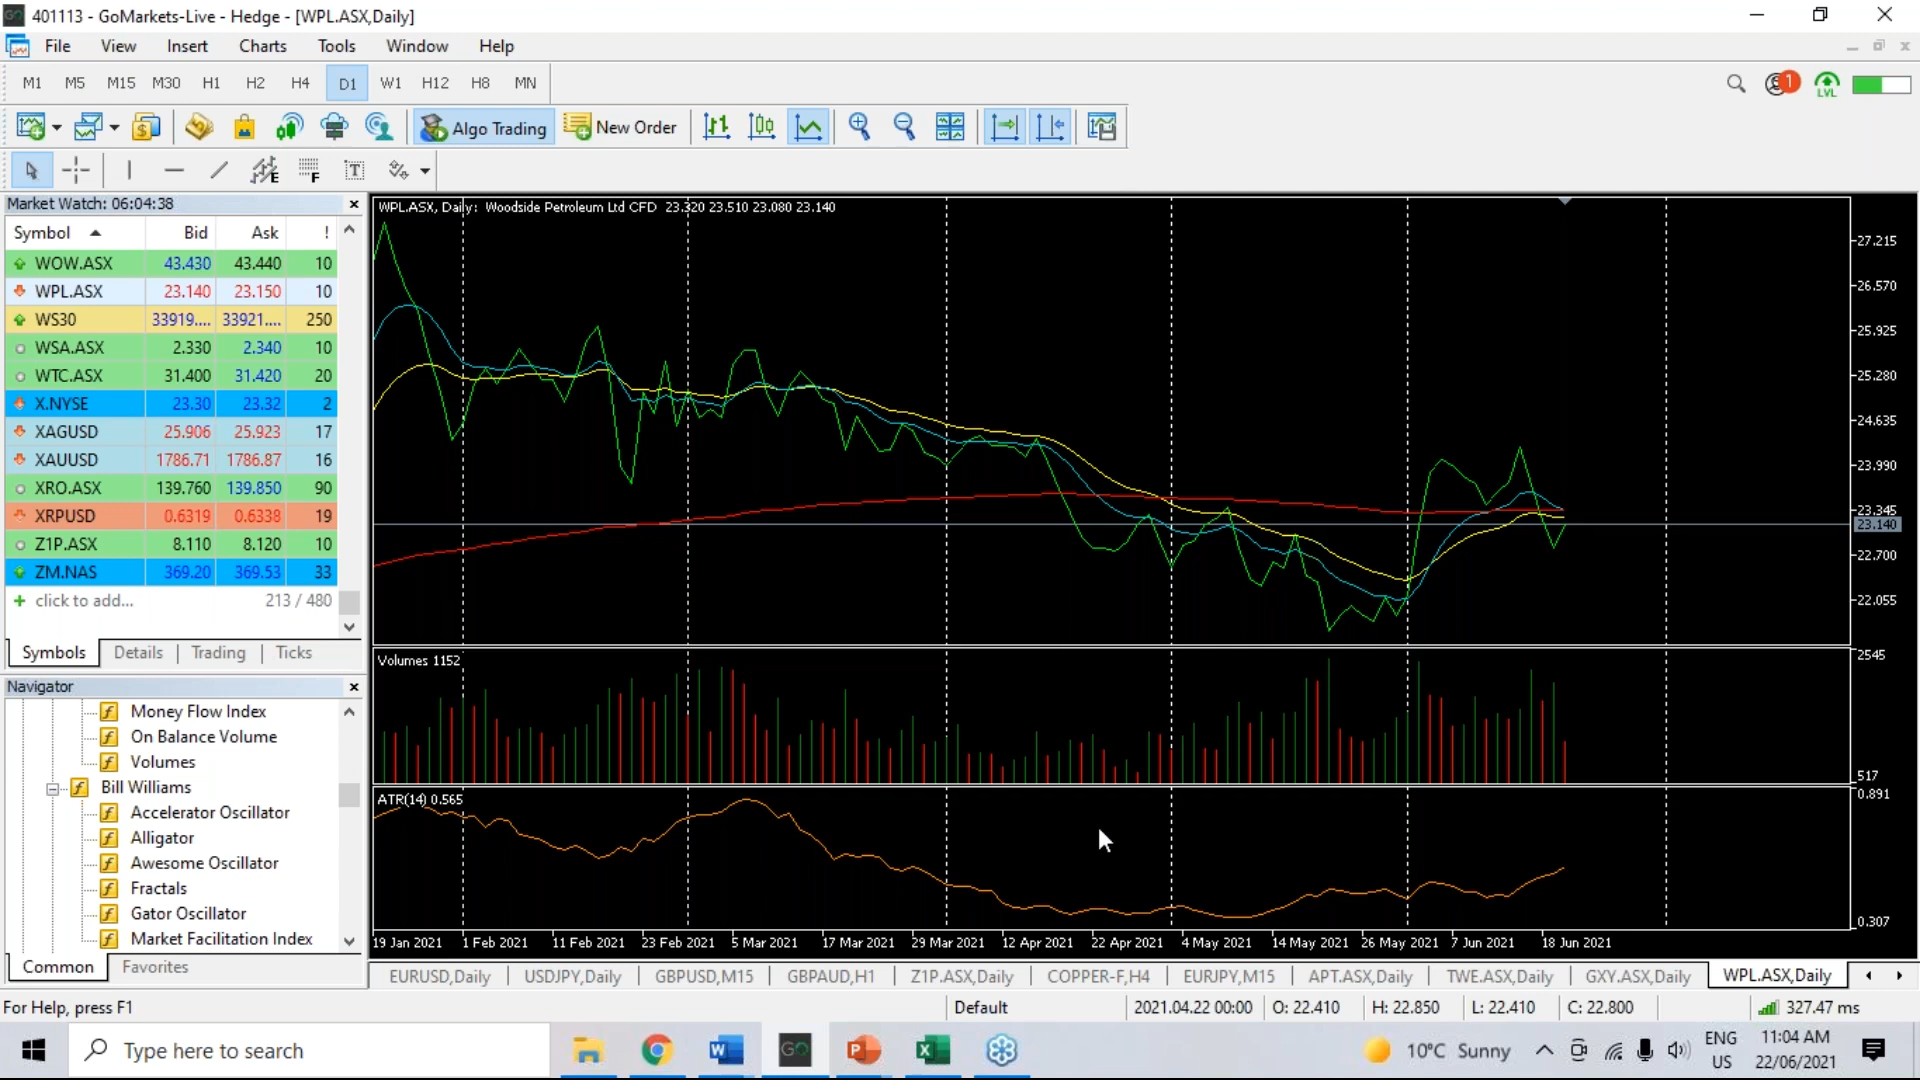 401113 - GoMarkets-Live - Hedge - [WPL.ASX,Daily]
File View Insert Charts Tools Window Help
M1 M5 M15 M30 H1 H2 H4 D1 W1 H12 H8 MN
1
LVL
Algo Trading New Order
E F T
Market Watch: 06:04:38
Symbol Bid Ask !
WOW.ASX 43.430 43.440 10
WPL.ASX 23.140 23.150 10
WS30 33919.... 33921.... 250
WSA.ASX 2.330 2.340 10
WTC.ASX 31.400 31.420 20
X.NYSE 23.30 23.32 2
XAGUSD 25.906 25.923 17
XAUUSD 1786.71 1786.87 16
XRO.ASX 139.760 139.850 90
XRPUSD 0.6319 0.6338 19
Z1P.ASX 8.110 8.120 10
ZM.NAS 369.20 369.53 33
click to add... 213 / 480
Symbols Details Trading Ticks
Navigator
Money Flow Index
On Balance Volume
Volumes
Bill Williams
Accelerator Oscillator
Alligator
Awesome Oscillator
Fractals
Gator Oscillator
Market Facilitation Index
Common Favorites
WPL.ASX, Daily: Woodside Petroleum Ltd CFD 23.320 23.510 23.080 23.140
27.215
26.570
25.925
25.280
24.635
23.990
23.345
23.140
22.700
22.055
Volumes 1152
2545
517
ATR(14) 0.565
0.891
0.307
19 Jan 2021 1 Feb 2021 11 Feb 2021 23 Feb 2021 5 Mar 2021 17 Mar 2021 29 Mar 2021 12 Apr 2021 22 Apr 2021 4 May 2021 14 May 2021 26 May 2021 7 Jun 2021 18 Jun 2021
EURUSD,Daily USDJPY,Daily GBPUSD,M15 GBPAUD,H1 Z1P.ASX,Daily COPPER-F,H4 EURJPY,M15 APT.ASX,Daily TWE.ASX,Daily GXY.ASX,Daily WPL.ASX,Daily
For Help, press F1 Default 2021.04.22 00:00 O: 22.410 H: 22.850 L: 22.410 C: 22.800 327.47 ms
Type here to search
10°C Sunny
ENG
US
11:04 AM
22/06/2021